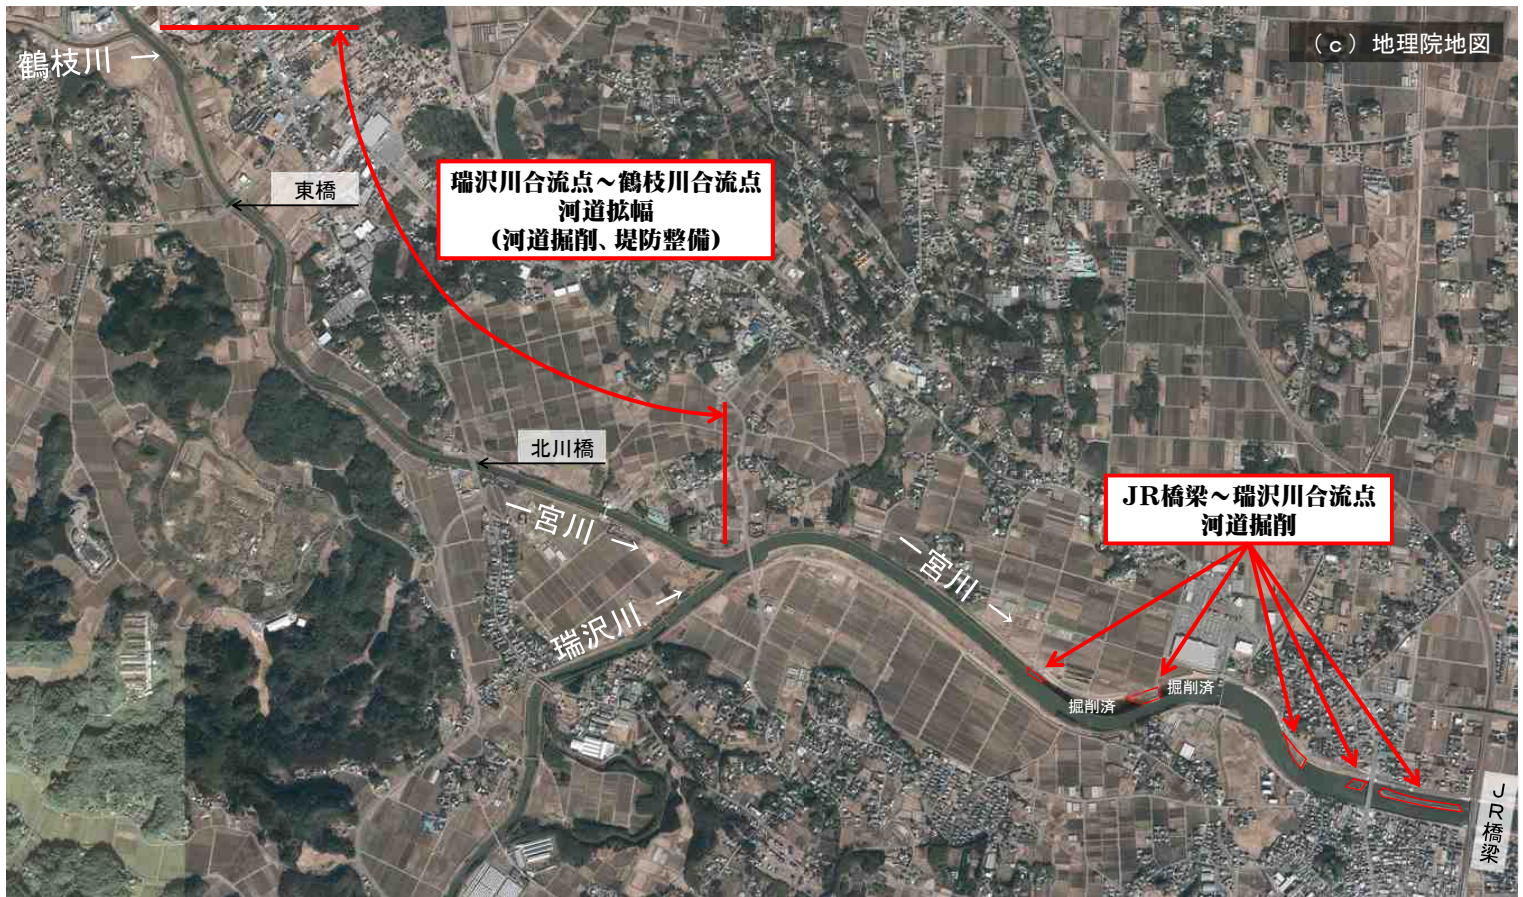 （ｃ）地理院地図
鶴枝川 →
東橋
瑞沢川合流点～鶴枝川合流点
河道拡幅
（河道掘削、堤防整備）
北川橋
一宮川 →
瑞沢川 →
一宮川 →
JR橋梁～瑞沢川合流点
河道掘削
掘削済
掘削済
ＪＲ橋梁